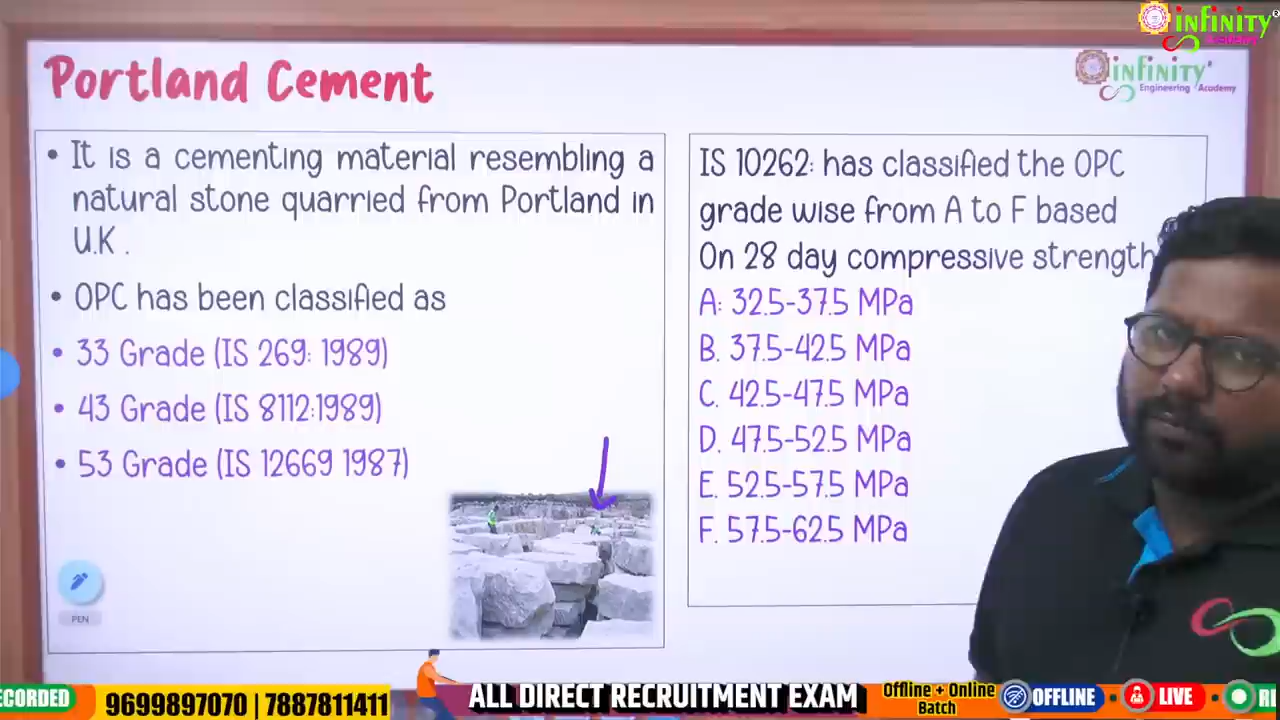 infinity
Academy
Portland Cement
infinity
Engineering Academy
• It is a cementing material resembling a
natural stone quarried from Portland in
U.K .
• OPC has been classified as
• 33 Grade (IS 269: 1989)
• 43 Grade (IS 8112:1989)
• 53 Grade (IS 12669 1987)
PEN
IS 10262: has classified the OPC
grade wise from A to F based
On 28 day compressive strength
A: 32.5-37.5 MPa
B. 37.5-42.5 MPa
C. 42.5-47.5 MPa
D. 47.5-52.5 MPa
E. 52.5-57.5 MPa
F. 57.5-62.5 MPa
ECORDED
9699897070 | 7887811411
ALL DIRECT RECRUITMENT EXAM
Offline + Online
Batch
OFFLINE
LIVE